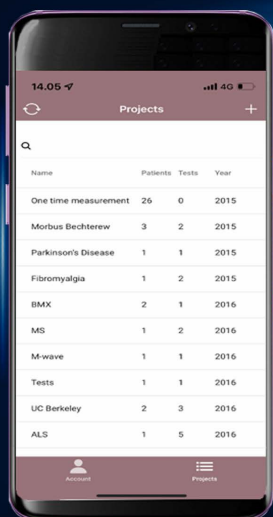 14.05 4G
Projects +
Name Patients Tests Year
One time measurement 26 0 2015
Morbus Bechterew 3 2 2015
Parkinson's Disease 1 1 2015
Fibromyalgia 1 2 2015
BMX 2 1 2016
MS 1 2 2016
M-wave 1 1 2016
Tests 1 1 2016
UC Berkeley 2 3 2016
ALS 1 5 2016
Account Projects